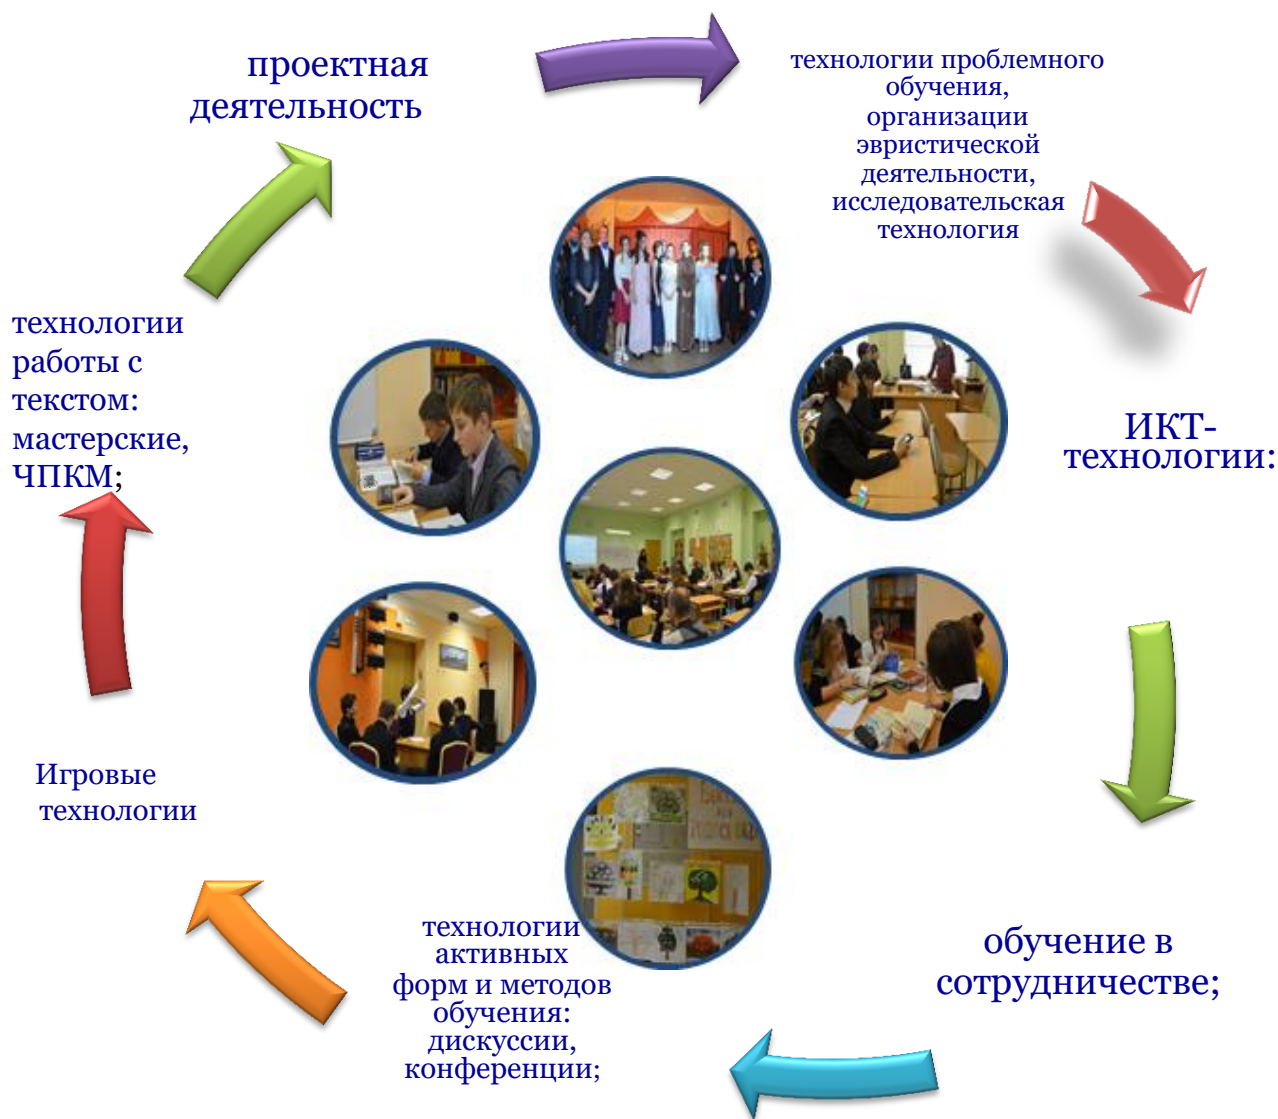 проектная
деятельность
технологии проблемного
обучения,
организации
эвристической
деятельности,
исследовательская
технология
ИКТ-
технологии:
обучение в
сотрудничестве;
технологии
активных
форм и методов
обучения:
дискуссии,
конференции;
Игровые
технологии
технологии
работы с
текстом:
мастерские,
ЧПКМ;